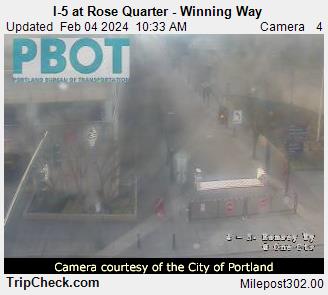 I-5 at Rose Quarter - Winning Way
Updated Feb 04 2024 10:33 AM Camera 4
PBOT
PORTLAND BUREAU OF TRANSPORTATION
Camera courtesy of the City of Portland
TripCheck.com Milepost302.00